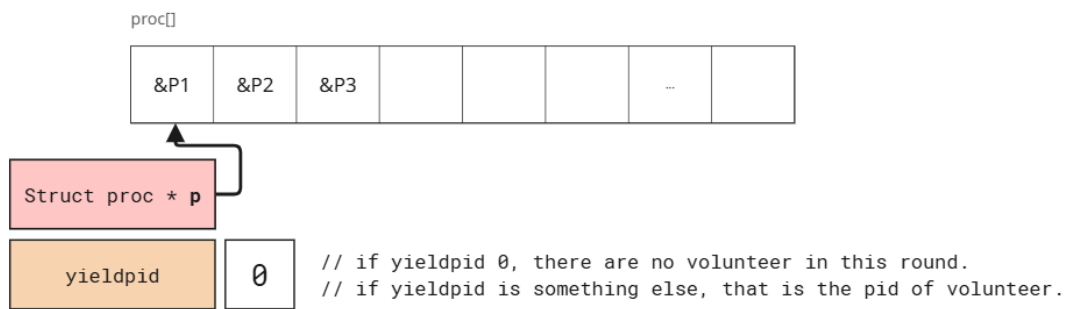 proc[]
&P1 &P2 &P3 ...
Struct proc * p
yieldpid 0 // if yieldpid 0, there are no volunteer in this round.
// if yieldpid is something else, that is the pid of volunteer.